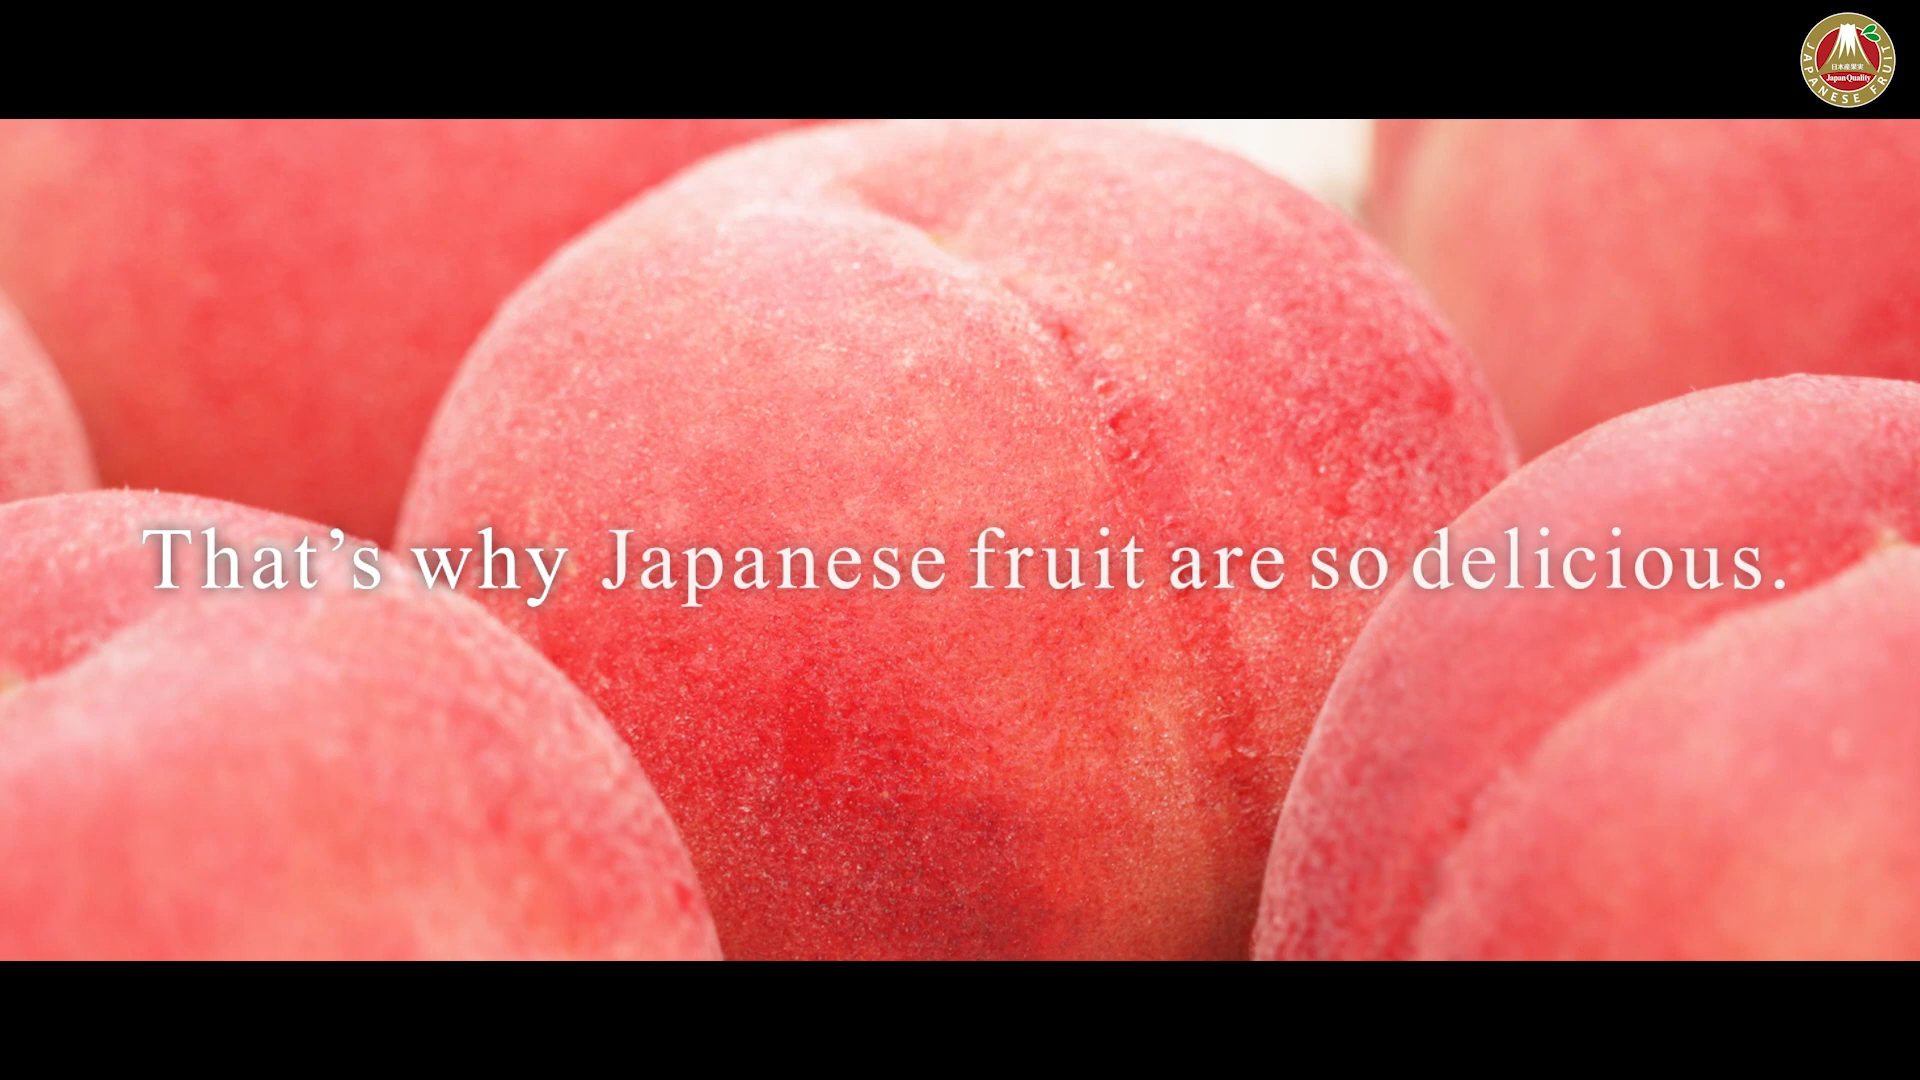 JAPANESE FRUIT
日本産果実
Japan Quality
That’s why Japanese fruit are so delicious.